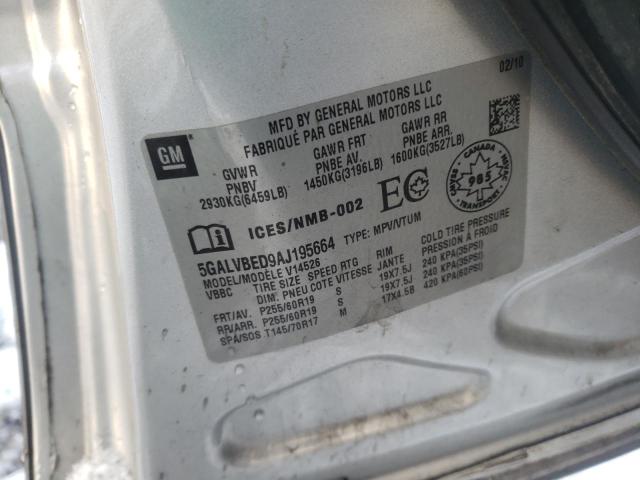 02/10
MFD BY GENERAL MOTORS LLC
FABRIQUÉ PAR GENERAL MOTORS LLC
GM
GVWR GAWR FRT GAWR RR
PNBV PNBE AV. PNBE ARR.
2930KG(6459LB) 1450KG(3196LB) 1600KG(3527LB)
ICES/NMB-002 EC
CANADA
985
5GALVBED9AJ195664 TYPE: MPV/VTUM
MODEL/MODÈLE V14526
VBBC TIRE SIZE SPEED RTG RIM COLD TIRE PRESSURE
DIM. PNEU COTE VITESSE JANTE PRESSION À FROID
FRT/AV. P255/60R19 S 19X7.5J 240 KPA(35PSI)
RR/ARR. P255/60R19 S 19X7.5J 240 KPA(35PSI)
SPA/SOS T145/70R17 M 17X4.5B 420 KPA(60PSI)